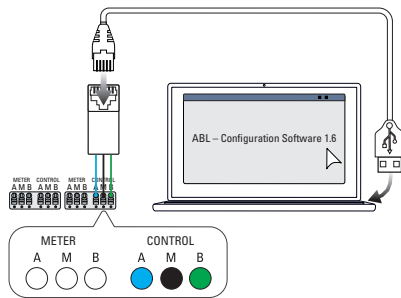 ABL – Configuration Software 1.6
METER CONTROL METER CONTROL
A M B A M B A M B A M B
METER CONTROL
A M B A M B